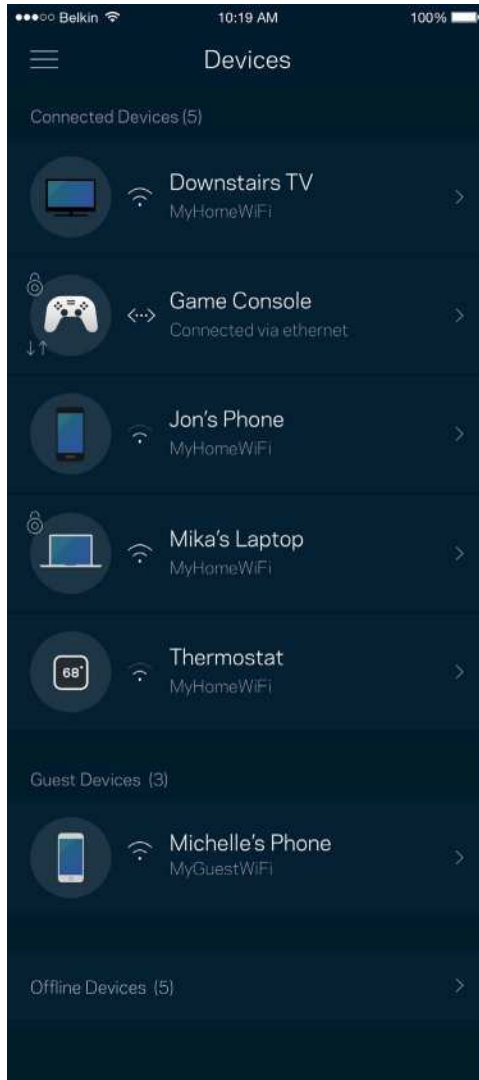 Belkin 10:19 AM 100%
Devices
Connected Devices (5)
Downstairs TV
MyHomeWiFi
Game Console
Connected via ethernet
Jon's Phone
MyHomeWiFi
Mika's Laptop
MyHomeWiFi
68°
Thermostat
MyHomeWiFi
Guest Devices (3)
Michelle's Phone
MyGuestWiFi
Offline Devices (5)